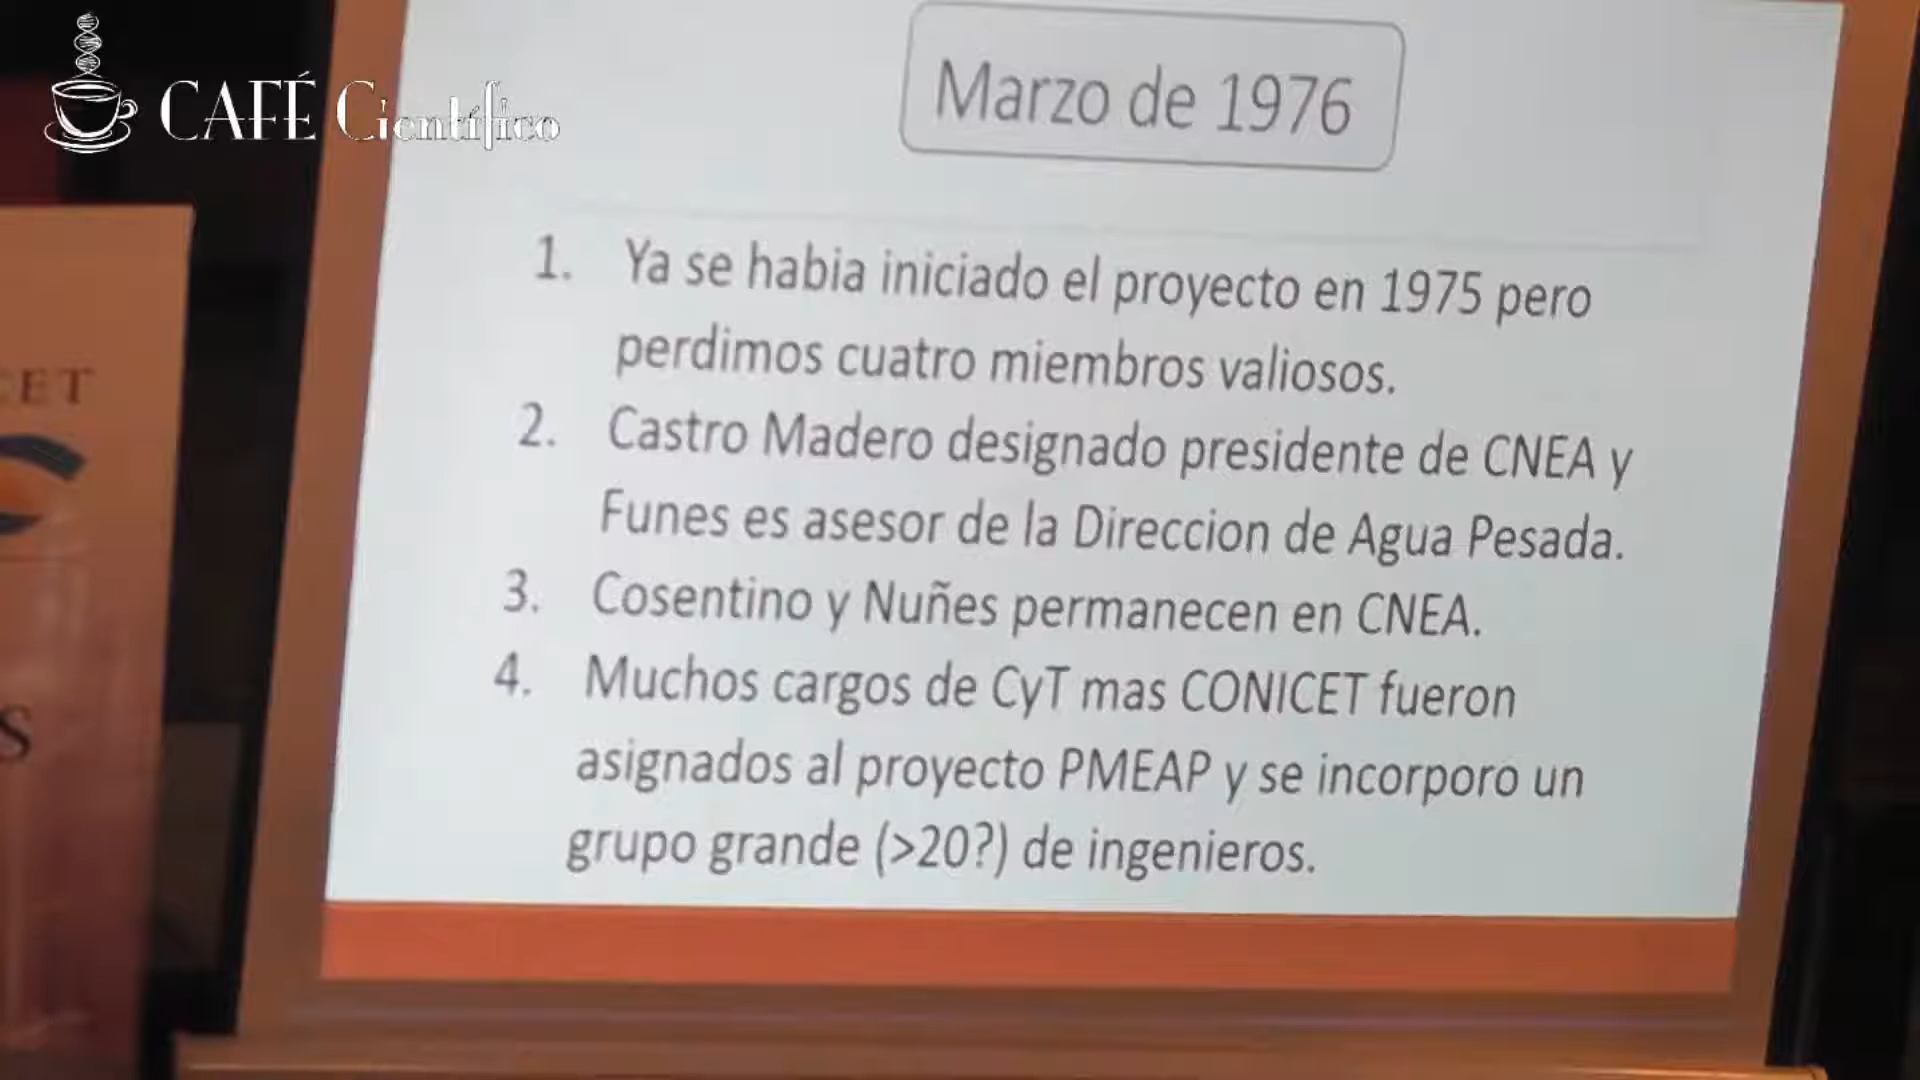 CAFÉ Científico
Marzo de 1976
1. Ya se habia iniciado el proyecto en 1975 pero
perdimos cuatro miembros valiosos.
2. Castro Madero designado presidente de CNEA y
Funes es asesor de la Direccion de Agua Pesada.
3. Cosentino y Nuñes permanecen en CNEA.
4. Muchos cargos de CyT mas CONICET fueron
asignados al proyecto PMEAP y se incorporo un
grupo grande (>20?) de ingenieros.
CET
S